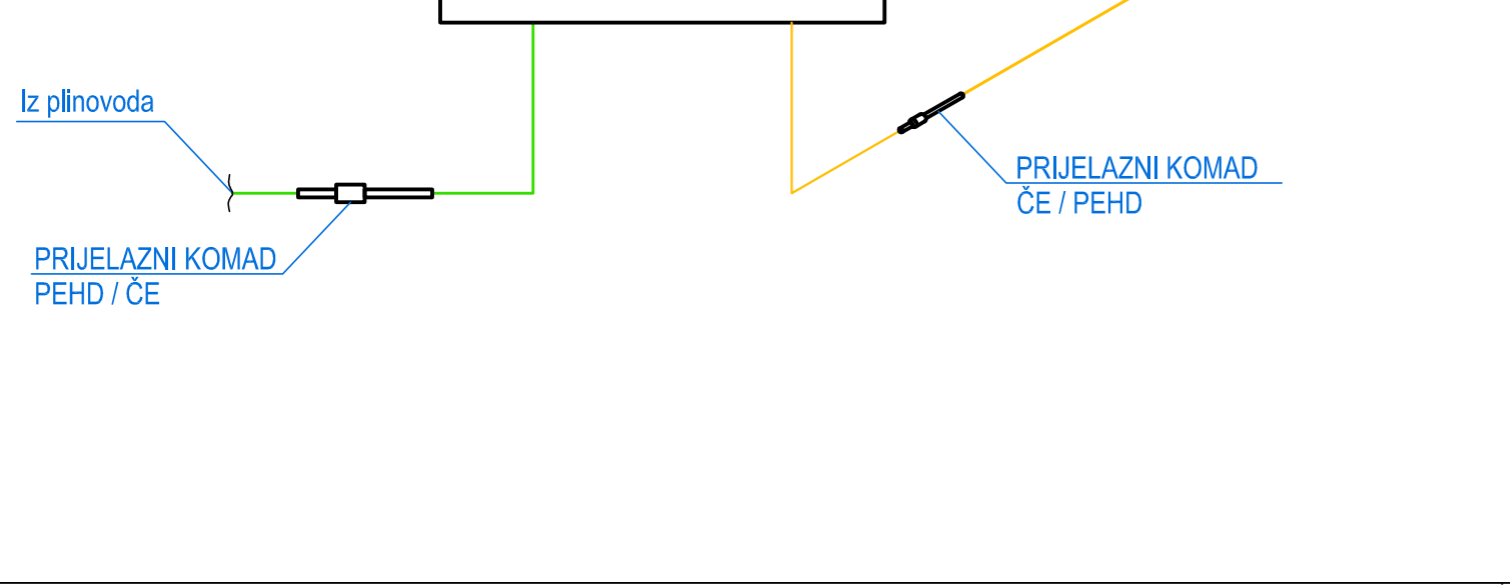 Iz plinovoda
PRIJELAZNI KOMAD
ČE / PEHD
PRIJELAZNI KOMAD
PEHD / ČE